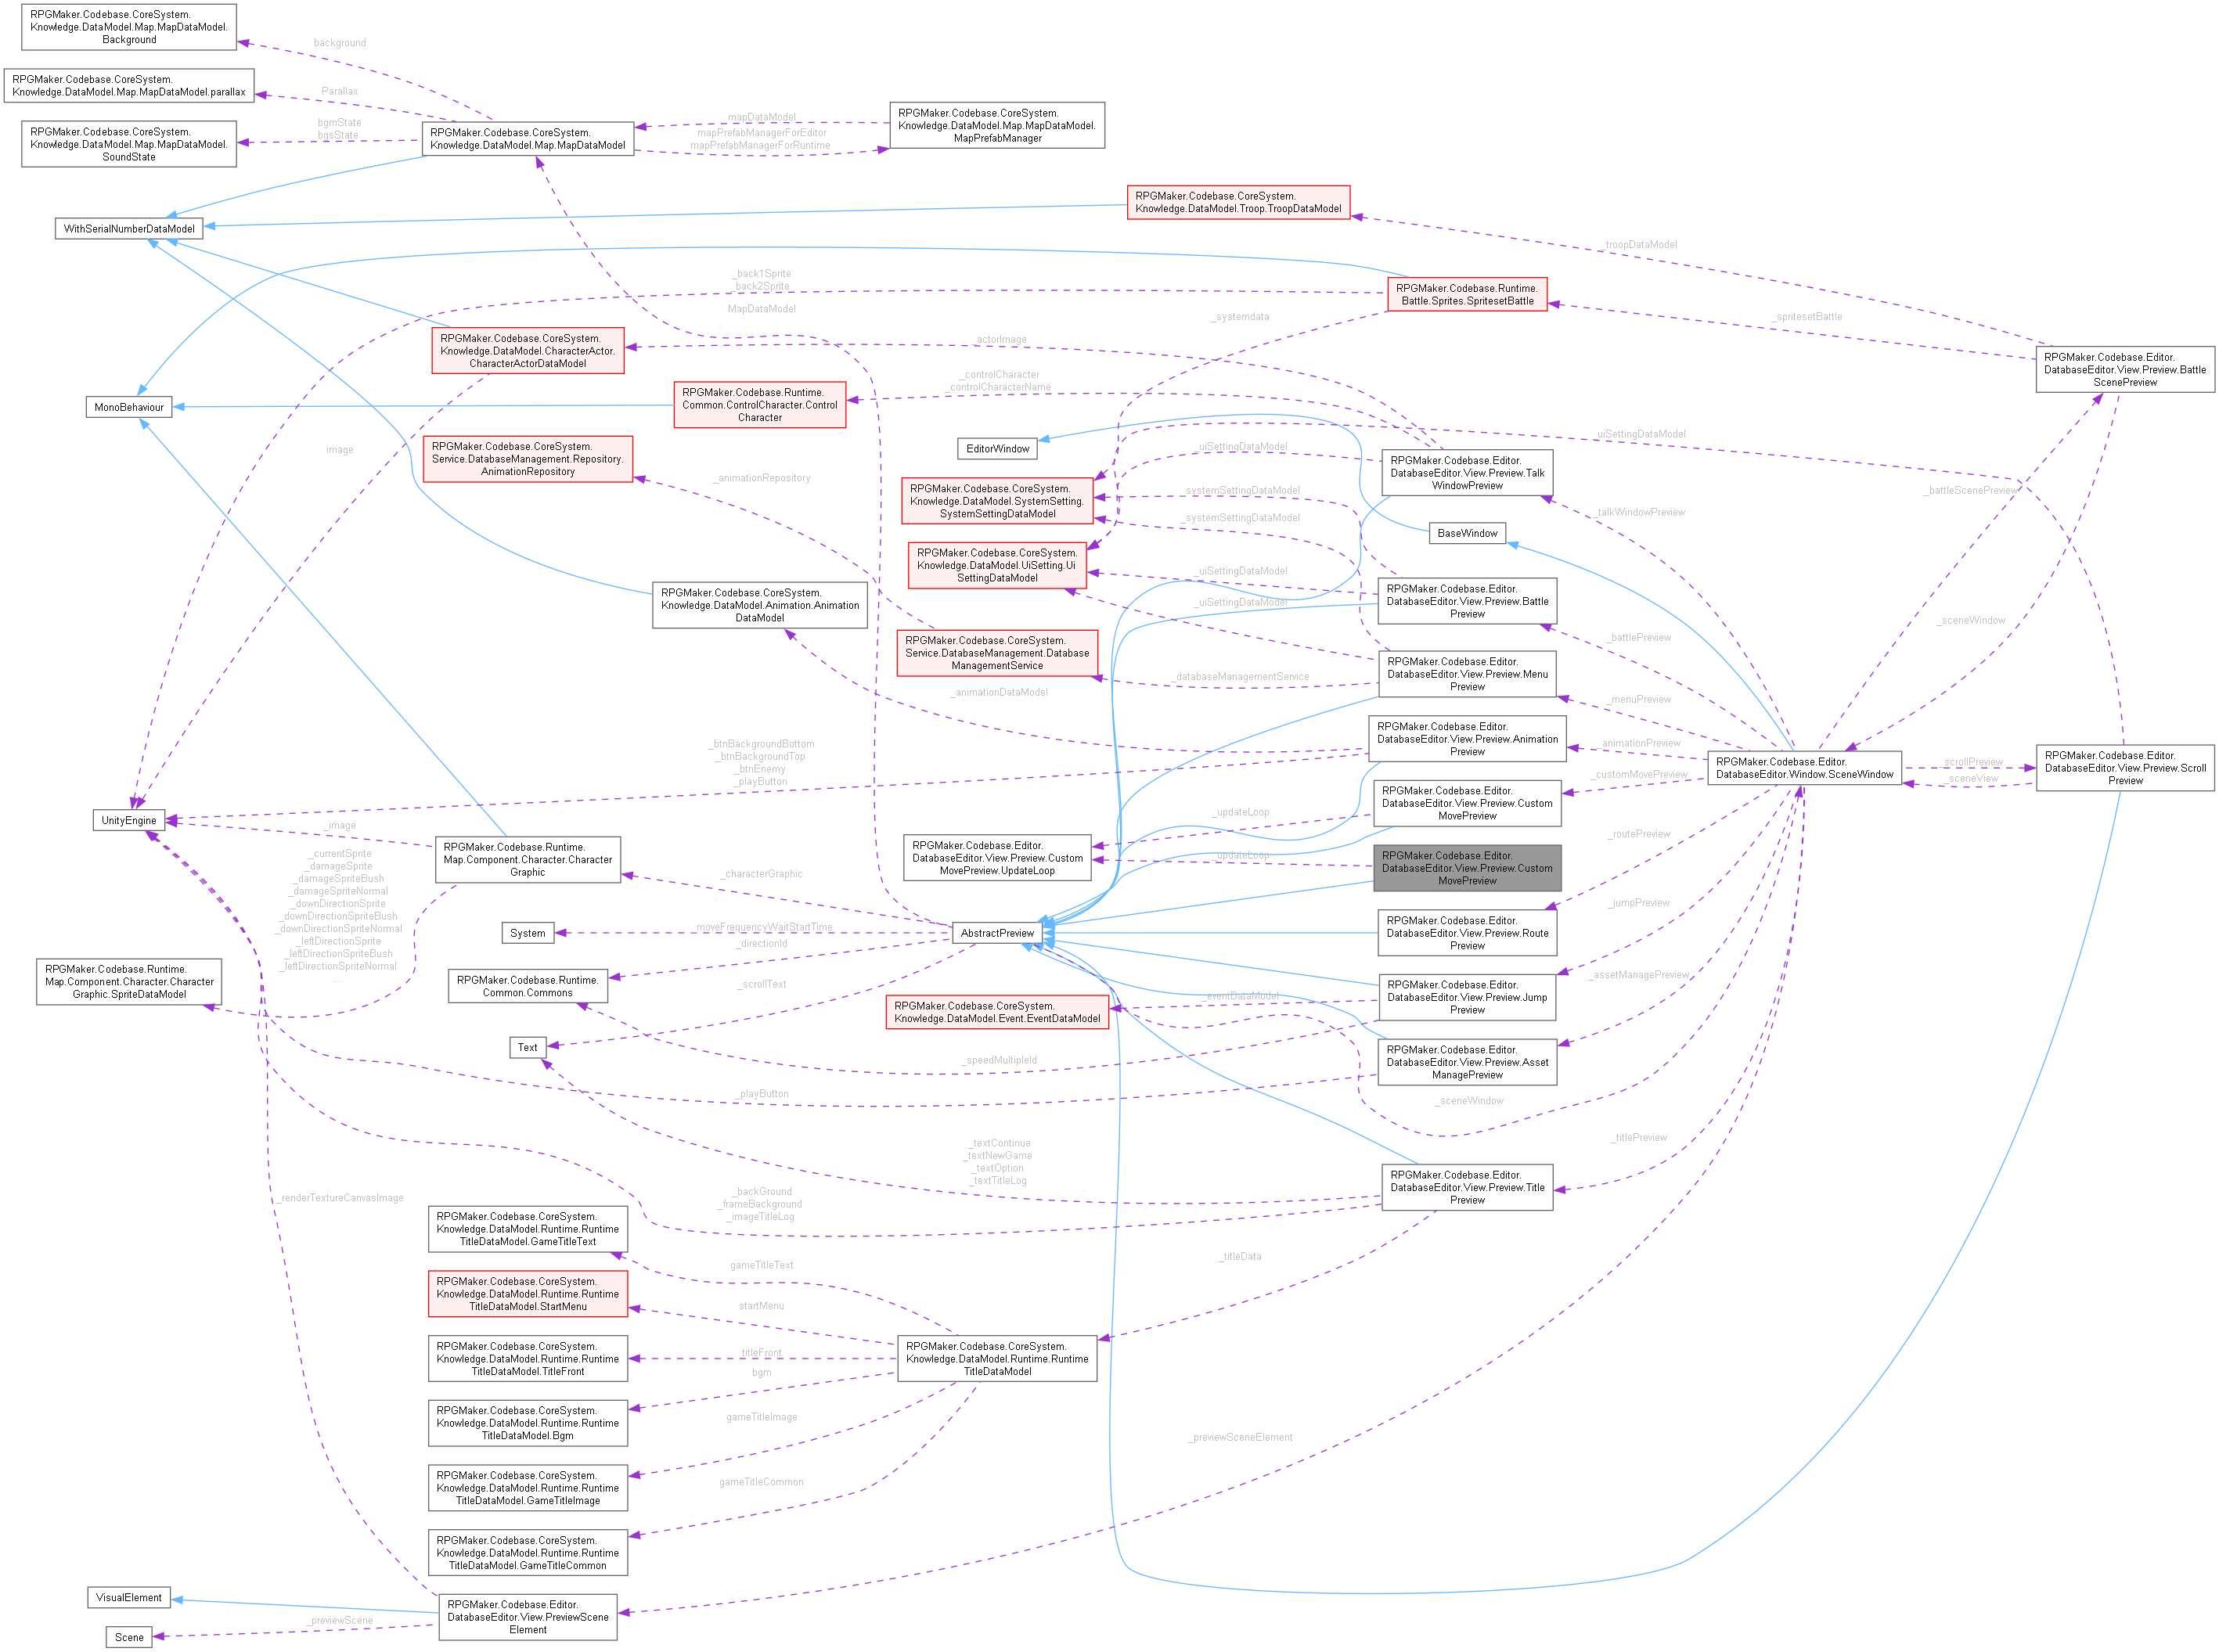 RPGMaker.Codebase.CoreSystem.
Knowledge.DataModel.Map.MapDataModel.
Background
background
RPGMaker.Codebase.CoreSystem.
Knowledge.DataModel.Map.MapDataModel.parallax
Parallax
RPGMaker.Codebase.CoreSystem.
Knowledge.DataModel.Map.MapDataModel.
SoundState
bgmState
bgsState
RPGMaker.Codebase.CoreSystem.
Knowledge.DataModel.Map.MapDataModel
mapDataModel
mapPrefabManagerForEditor
mapPrefabManagerForRuntime
RPGMaker.Codebase.CoreSystem.
Knowledge.DataModel.Map.MapDataModel.
MapPrefabManager
WithSerialNumberDataModel
RPGMaker.Codebase.CoreSystem.
Knowledge.DataModel.Troop.TroopDataModel
_troopDataModel
_back1Sprite
_back2Sprite
MapDataModel
RPGMaker.Codebase.Runtime.
Battle.Sprites.SpritesetBattle
_systemdata
_spritesetBattle
RPGMaker.Codebase.CoreSystem.
Knowledge.DataModel.CharacterActor.
CharacterActorDataModel
actorImage
RPGMaker.Codebase.Editor.
DatabaseEditor.View.Preview.Battle
ScenePreview
MonoBehaviour
RPGMaker.Codebase.Runtime.
Common.ControlCharacter.Control
Character
_controlCharacter
_controlCharacterName
image
RPGMaker.Codebase.CoreSystem.
Service.DatabaseManagement.Repository.
AnimationRepository
_animationRepository
EditorWindow
_uiSettingDataModel
uiSettingDataModel
RPGMaker.Codebase.Editor.
DatabaseEditor.View.Preview.Talk
WindowPreview
RPGMaker.Codebase.CoreSystem.
Knowledge.DataModel.SystemSetting.
SystemSettingDataModel
_systemSettingDataModel
_systemSettingDataModel
_battleScenePreview
_talkWindowPreview
BaseWindow
RPGMaker.Codebase.CoreSystem.
Knowledge.DataModel.UiSetting.Ui
SettingDataModel
_uiSettingDataModel
_uiSettingDataModel
RPGMaker.Codebase.Editor.
DatabaseEditor.View.Preview.Battle
Preview
RPGMaker.Codebase.CoreSystem.
Knowledge.DataModel.Animation.Animation
DataModel
_battlePreview
_sceneWindow
RPGMaker.Codebase.CoreSystem.
Service.DatabaseManagement.Database
ManagementService
_databaseManagementService
_animationDataModel
RPGMaker.Codebase.Editor.
DatabaseEditor.View.Preview.Menu
Preview
_menuPreview
_btnBackgroundBottom
_btnBackgroundTop
_btnEnemy
_playButton
RPGMaker.Codebase.Editor.
DatabaseEditor.View.Preview.Animation
Preview
_animationPreview
_customMovePreview
RPGMaker.Codebase.Editor.
DatabaseEditor.Window.SceneWindow
_scrollPreview
_sceneView
RPGMaker.Codebase.Editor.
DatabaseEditor.View.Preview.Scroll
Preview
RPGMaker.Codebase.Editor.
DatabaseEditor.View.Preview.Custom
MovePreview
UnityEngine
_image
RPGMaker.Codebase.Runtime.
Map.Component.Character.Character
Graphic
_characterGraphic
_updateLoop
_updateLoop
RPGMaker.Codebase.Editor.
DatabaseEditor.View.Preview.Custom
MovePreview.UpdateLoop
RPGMaker.Codebase.Editor.
DatabaseEditor.View.Preview.Custom
MovePreview
_routePreview
_currentSprite
_damageSprite
_damageSpriteBush
_damageSpriteNormal
_downDirectionSprite
_downDirectionSpriteBush
_downDirectionSpriteNormal
_leftDirectionSprite
_leftDirectionSpriteBush
_leftDirectionSpriteNormal
...
_jumpPreview
System
_moveFrequencyWaitStartTime
_directionId
AbstractPreview
RPGMaker.Codebase.Editor.
DatabaseEditor.View.Preview.Route
Preview
RPGMaker.Codebase.Runtime.
Map.Component.Character.Character
Graphic.SpriteDataModel
RPGMaker.Codebase.Runtime.
Common.Commons
_scrollText
RPGMaker.Codebase.CoreSystem.
Knowledge.DataModel.Event.EventDataModel
_eventDataModel
RPGMaker.Codebase.Editor.
DatabaseEditor.View.Preview.Jump
Preview
_assetManagePreview
Text
_speedMultipleId
RPGMaker.Codebase.Editor.
DatabaseEditor.View.Preview.Asset
ManagePreview
_playButton
_sceneWindow
_titlePreview
_textContinue
_textNewGame
_textOption
_textTitleLog
RPGMaker.Codebase.Editor.
DatabaseEditor.View.Preview.Title
Preview
_renderTextureCanvasImage
_backGround
_frameBackground
_imageTitleLog
RPGMaker.Codebase.CoreSystem.
Knowledge.DataModel.Runtime.Runtime
TitleDataModel.GameTitleText
gameTitleText
_titleData
RPGMaker.Codebase.CoreSystem.
Knowledge.DataModel.Runtime.Runtime
TitleDataModel.StartMenu
startMenu
RPGMaker.Codebase.CoreSystem.
Knowledge.DataModel.Runtime.Runtime
TitleDataModel.TitleFront
titleFront
bgm
RPGMaker.Codebase.CoreSystem.
Knowledge.DataModel.Runtime.Runtime
TitleDataModel
RPGMaker.Codebase.CoreSystem.
Knowledge.DataModel.Runtime.Runtime
TitleDataModel.Bgm
gameTitleImage
_previewSceneElement
RPGMaker.Codebase.CoreSystem.
Knowledge.DataModel.Runtime.Runtime
TitleDataModel.GameTitleImage
gameTitleCommon
RPGMaker.Codebase.CoreSystem.
Knowledge.DataModel.Runtime.Runtime
TitleDataModel.GameTitleCommon
VisualElement
RPGMaker.Codebase.Editor.
DatabaseEditor.View.PreviewScene
Element
_previewScene
Scene